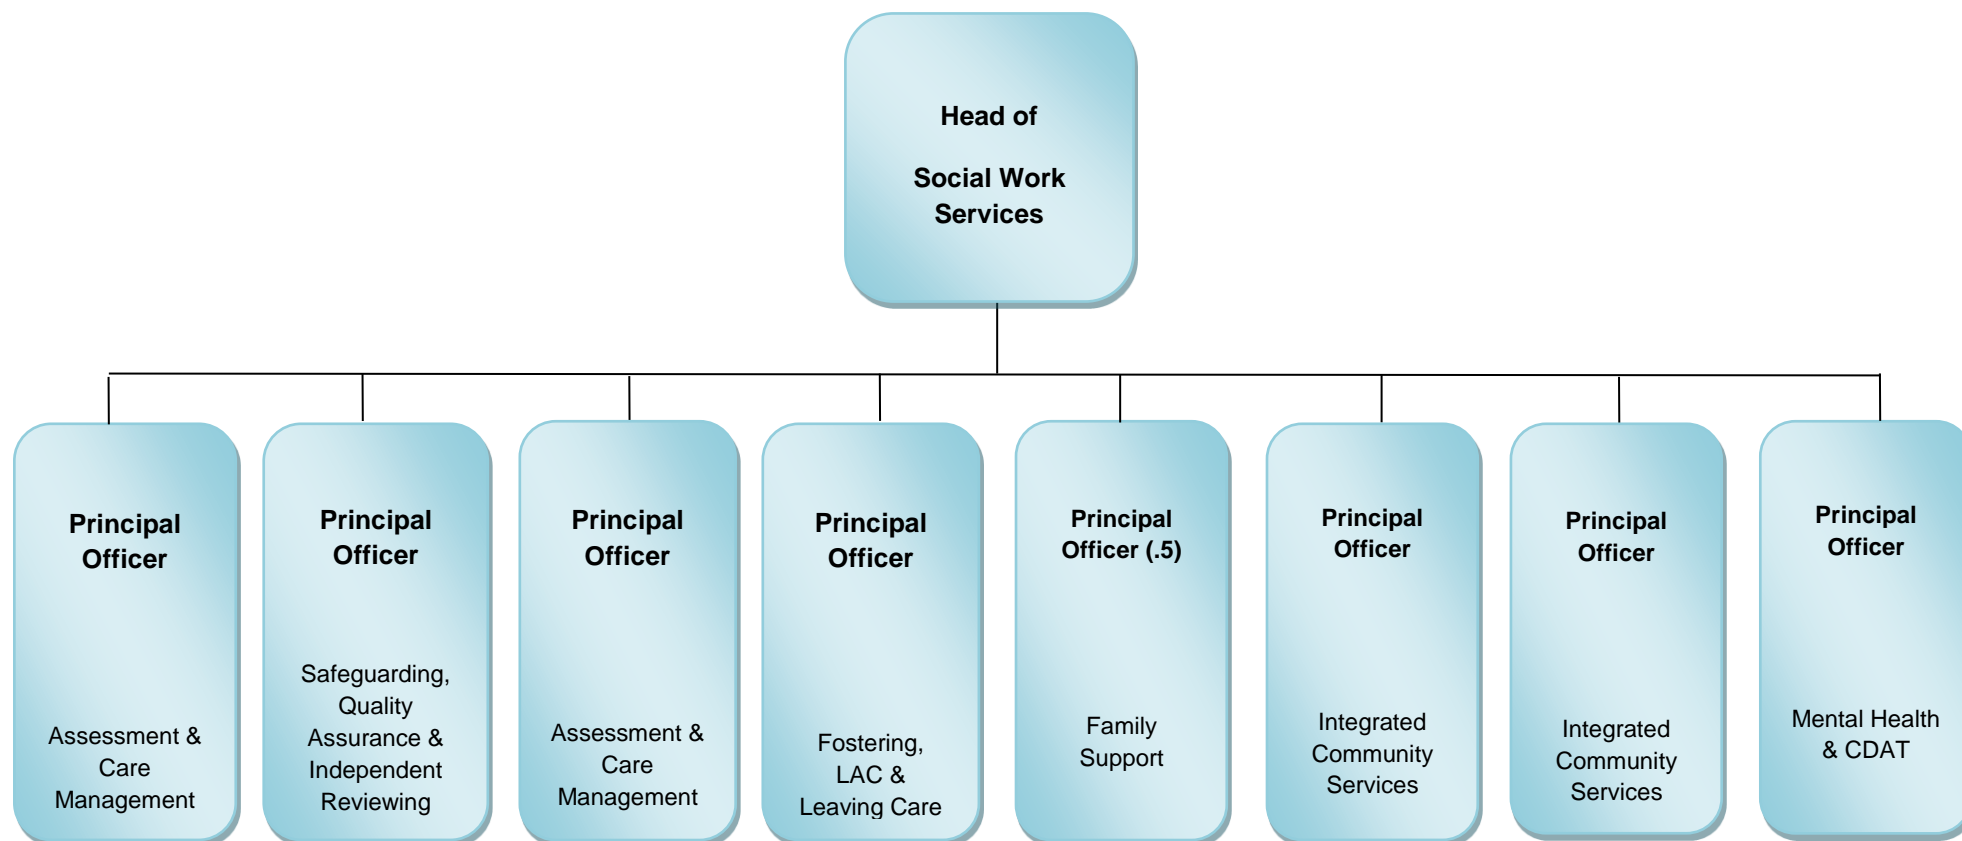 Head of
Social Work
Services
Principal
Officer
Assessment &
Care
Management
Principal
Officer
Safeguarding,
Quality
Assurance &
Independent
Reviewing
Principal
Officer
Assessment &
Care
Management
Principal
Officer
Fostering,
LAC &
Leaving Care
Principal
Officer (.5)
Family
Support
Principal
Officer
Integrated
Community
Services
Principal
Officer
Integrated
Community
Services
Principal
Officer
Mental Health
& CDAT